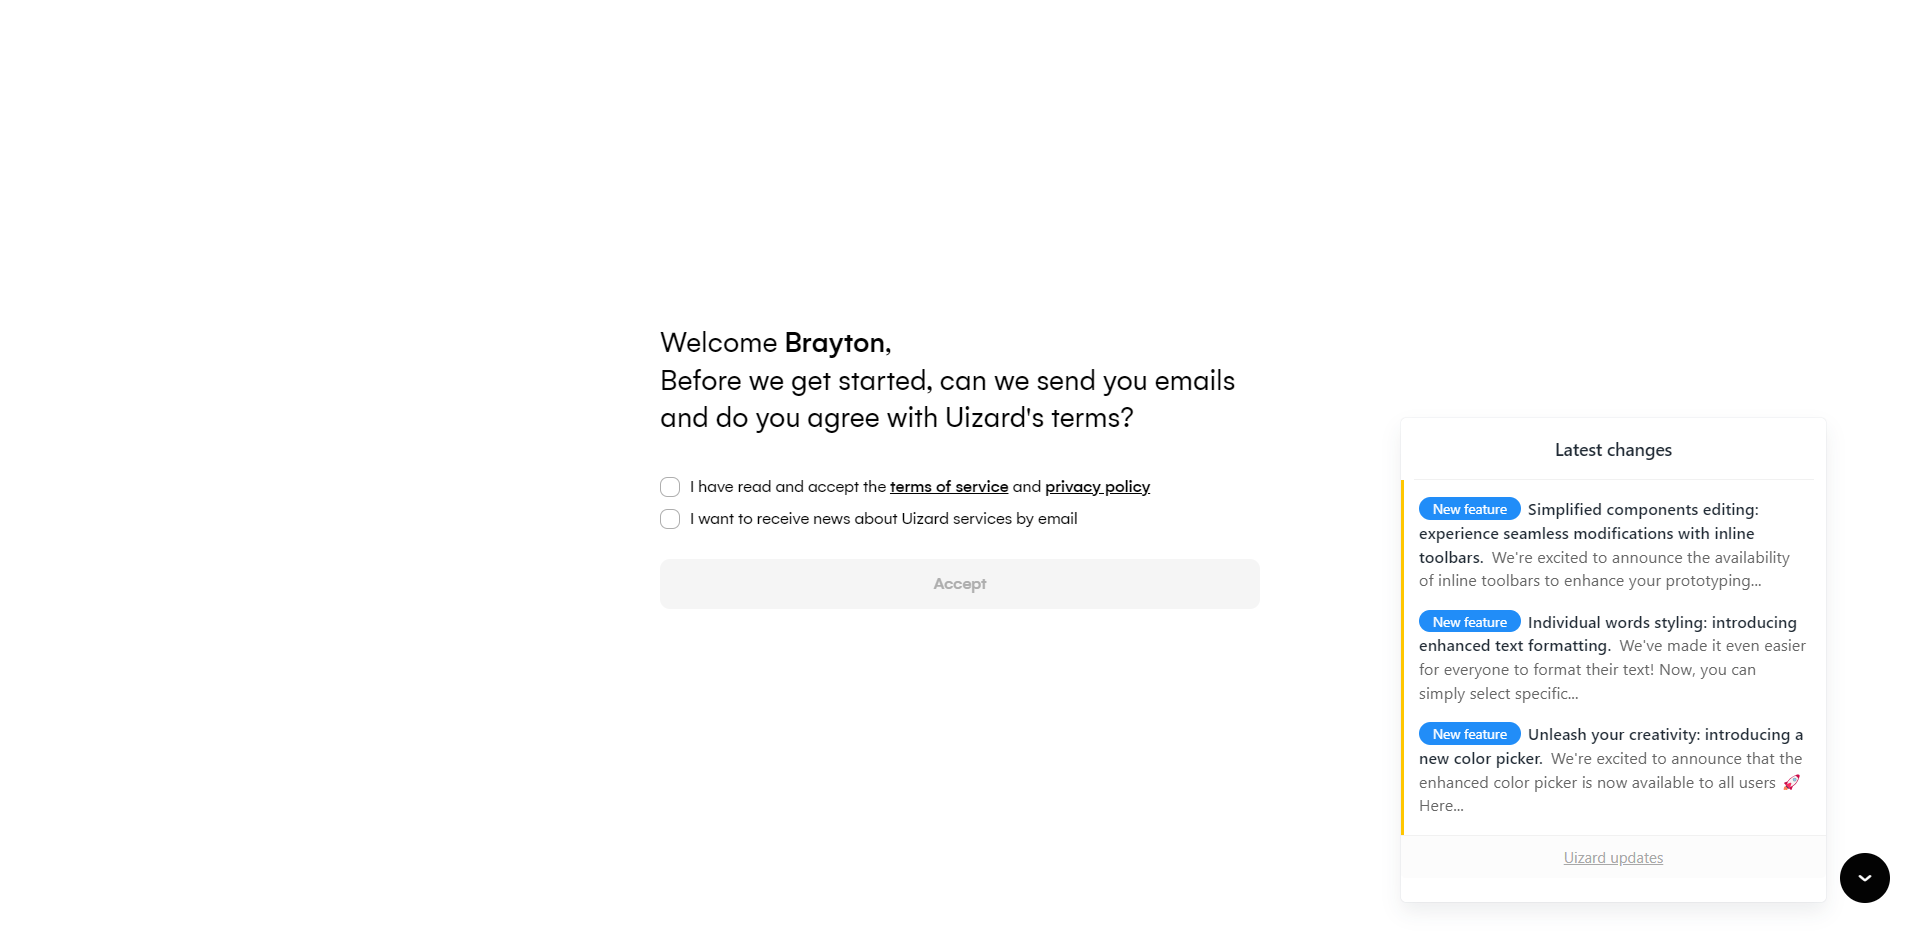 Welcome Brayton,
Before we get started, can we send you emails
and do you agree with Uizard's terms?
I have read and accept the terms of service and privacy policy
I want to receive news about Uizard services by email
Accept
Latest changes
New feature Simplified components editing:
experience seamless modifications with inline
toolbars. We're excited to announce the availability
of inline toolbars to enhance your prototyping...
New feature Individual words styling: introducing
enhanced text formatting. We've made it even easier
for everyone to format their text! Now, you can
simply select specific...
New feature Unleash your creativity: introducing a
new color picker. We're excited to announce that the
enhanced color picker is now available to all users 🚀
Here...
Uizard updates